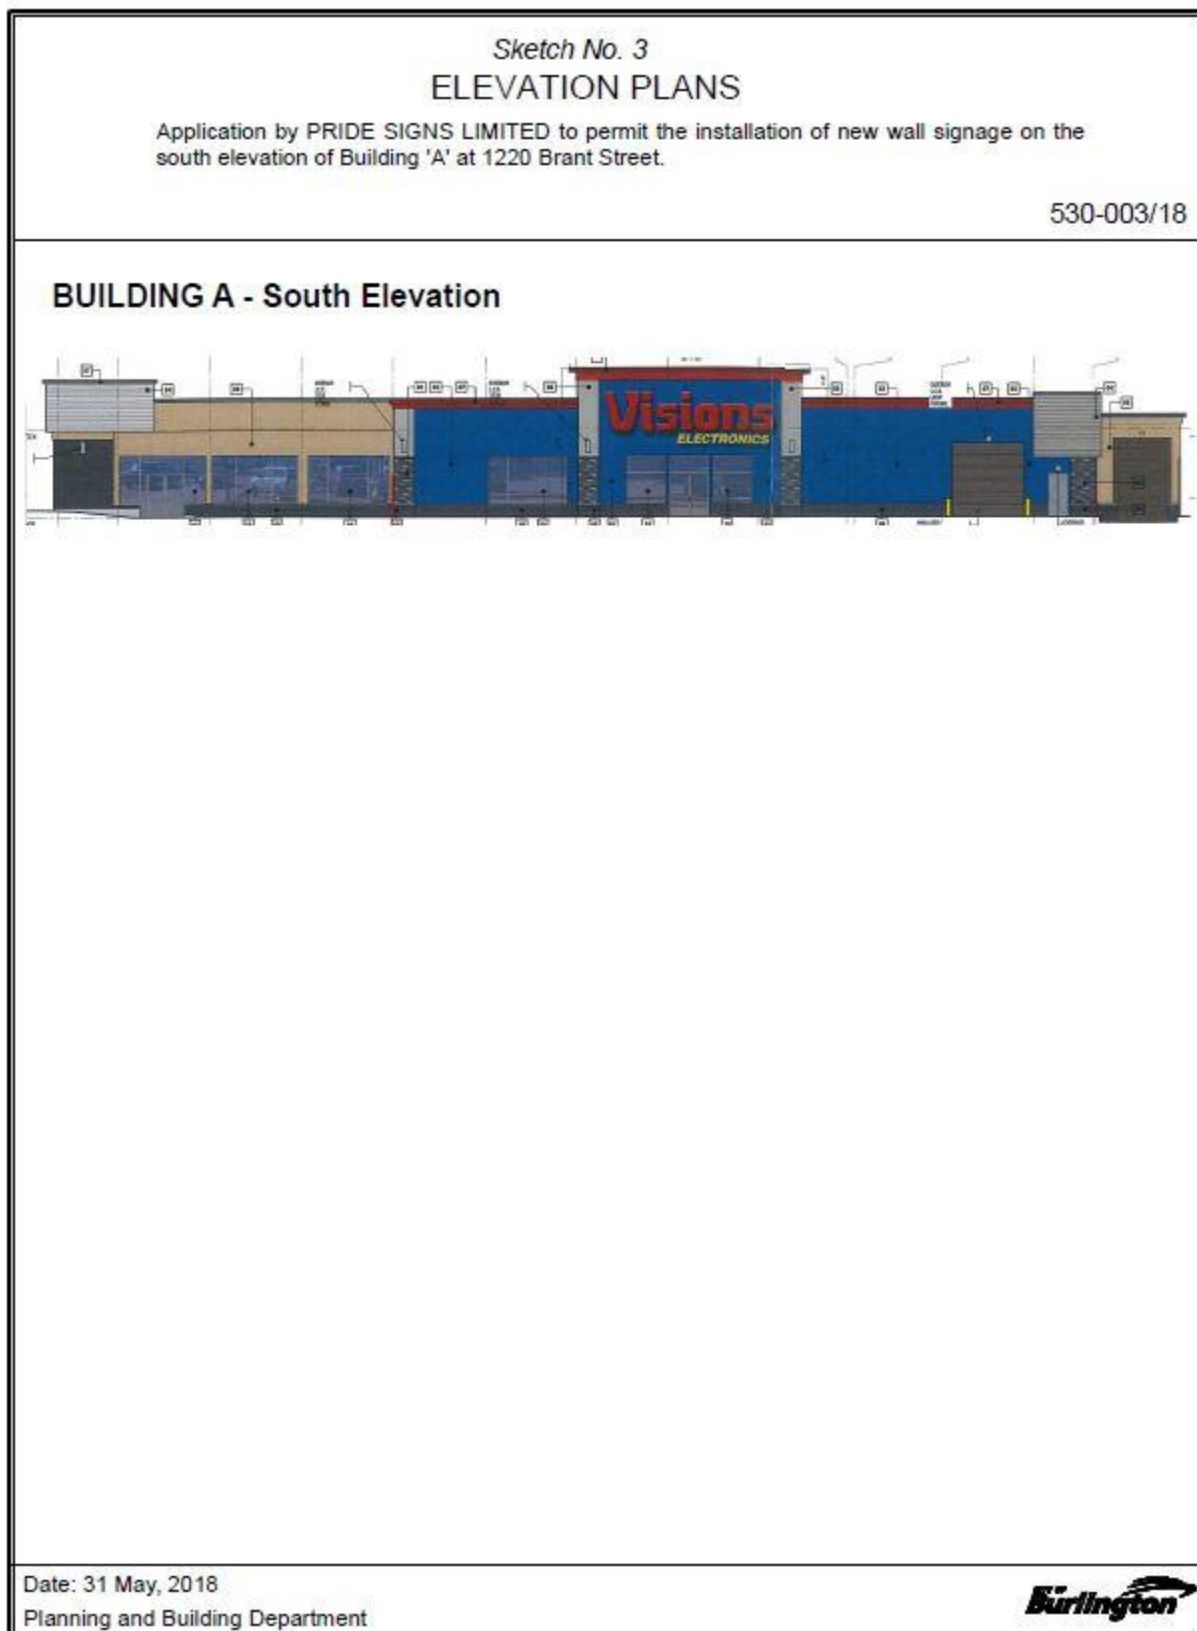 Sketch No. 3
ELEVATION PLANS
Application by PRIDE SIGNS LIMITED to permit the installation of new wall signage on the
south elevation of Building 'A' at 1220 Brant Street.
530-003/18
BUILDING A - South Elevation
Visions
ELECTRONICS
Date: 31 May, 2018
Planning and Building Department
Burlington